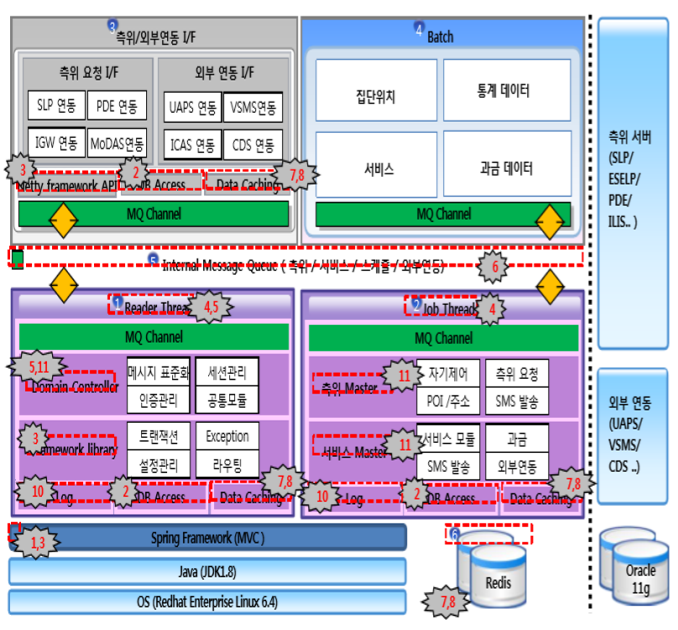 3
측위/외부연동 I/F
측위 요청 I/F
외부 연동 I/F
SLP 연동
PDE 연동
UAPS 연동
VSMS연동
IGW 연동
MoDAS연동
ICAS 연동
CDS 연동
3
2
7,8
Netty framework API
DB Access
Data Caching
MQ Channel
4
Batch
집단위치
통계 데이터
서비스
과금 데이터
MQ Channel
측위 서버
(SLP/
ESELP/
PDE/
ILIS.. )
5
Internal Message Queue ( 측위 / 서비스 / 스케줄 / 외부연동)
6
1
Reader Thread
4,5
MQ Channel
5,11
Domain Controller
메시지 표준화
세션관리
인증관리
공통모듈
3
Framework library
트랜잭션
Exception
설정관리
라우팅
10
Log
2
DB Access
7,8
Data Caching
2
Job Thread
4
MQ Channel
측위 Master
11
자기제어
측위 요청
POI /주소
SMS 발송
서비스 Master
11
서비스 모듈
과금
SMS 발송
외부연동
10
Log
2
DB Access
7,8
Data Caching
외부 연동
(UAPS/
VSMS/
CDS ..)
1,3
Spring Framework (MVC )
Java (JDK1.8)
OS (Redhat Enterprise Linux 6.4)
6
Redis
7,8
Oracle
11g